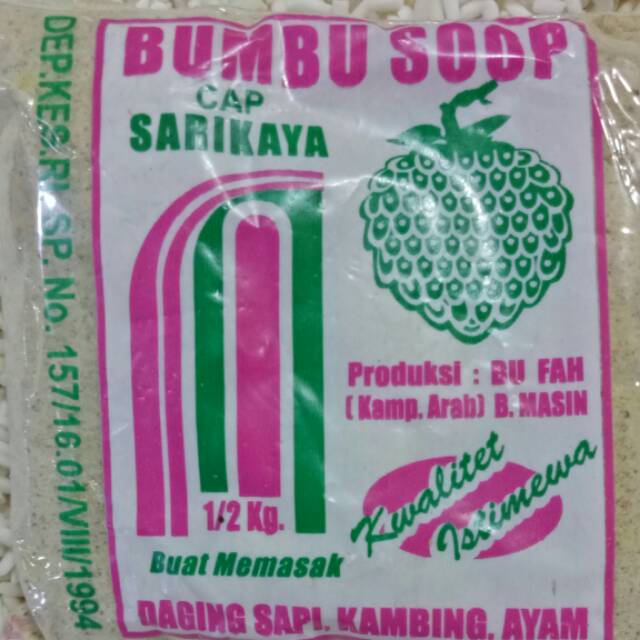 BUMBU SOOP
CAP
SARIKAYA
Produksi : BU FAH
(Kamp. Arab) B. MASIN
1/2 Kg.
Kwalitet
Istimewa
Buat Memasak
DAGING SAPI, KAMBING, AYAM
DEP.KES.RI.SP. No. 157/16.01/VIII/1994